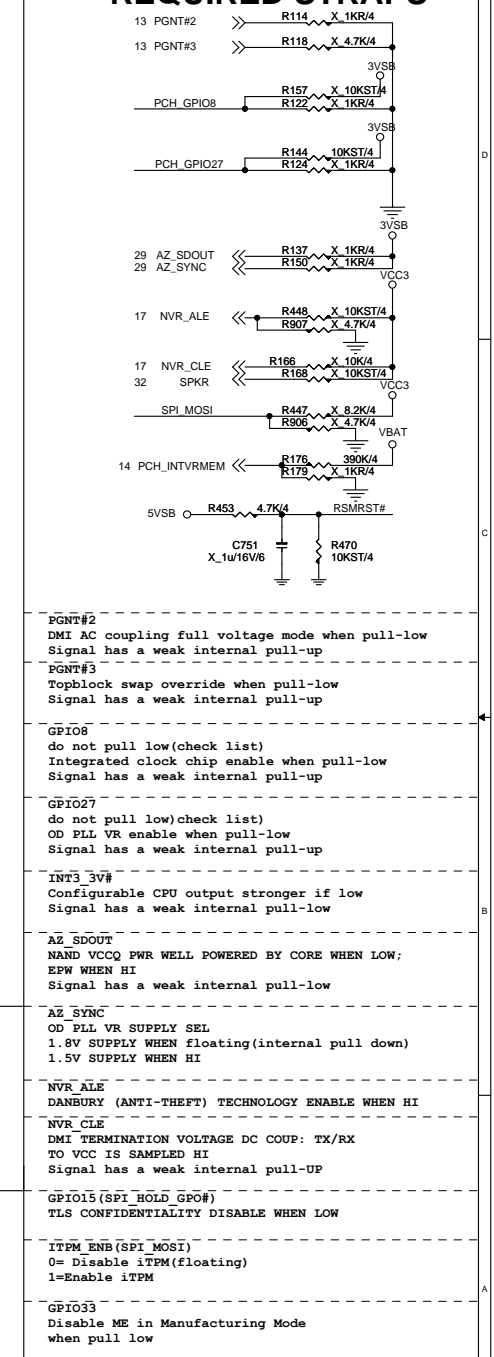 REQUIRED STRAPS
13 PGNT#2 R114 X_1KR/4
13 PGNT#3 R118 X_4.7K/4
3VSB
R157 X_10KST/4
PCH_GPIO8 R122 X_1KR/4
3VSB
R144 10KST/4
PCH_GPIO27 R124 X_1KR/4
D
3VSB
29 AZ_SDOUT R137 X_1KR/4
29 AZ_SYNC R150 X_1KR/4
VCC3
17 NVR_ALE R448 X_10KST/4
R907 X_4.7K/4
17 NVR_CLE R166 X_10K/4
32 SPKR R168 X_10KST/4
VCC3
SPI_MOSI R447 X_8.2K/4
R906 X_4.7K/4
VBAT
14 PCH_INTVRMEM R176 390K/4
R179 X_1KR/4
5VSB R453 4.7K/4 RSMRST#
C
C751 R470
X_1u/16V/6 10KST/4
PGNT#2
DMI AC coupling full voltage mode when pull-low
Signal has a weak internal pull-up
PGNT#3
Topblock swap override when pull-low
Signal has a weak internal pull-up
GPIO8
do not pull low(check list)
Integrated clock chip enable when pull-low
Signal has a weak internal pull-up
GPIO27
do not pull low)check list)
OD PLL VR enable when pull-low
Signal has a weak internal pull-up
INT3_3V#
Configurable CPU output stronger if low
Signal has a weak internal pull-low
B
AZ_SDOUT
NAND VCCQ PWR WELL POWERED BY CORE WHEN LOW;
EPW WHEN HI
Signal has a weak internal pull-low
AZ_SYNC
OD PLL VR SUPPLY SEL
1.8V SUPPLY WHEN floating(internal pull down)
1.5V SUPPLY WHEN HI
NVR_ALE
DANBURY (ANTI-THEFT) TECHNOLOGY ENABLE WHEN HI
NVR_CLE
DMI TERMINATION VOLTAGE DC COUP: TX/RX
TO VCC IS SAMPLED HI
Signal has a weak internal pull-UP
GPIO15(SPI_HOLD_GPO#)
TLS CONFIDENTIALITY DISABLE WHEN LOW
ITPM_ENB(SPI_MOSI)
0= Disable iTPM(floating)
1=Enable iTPM
A
GPIO33
Disable ME in Manufacturing Mode
when pull low